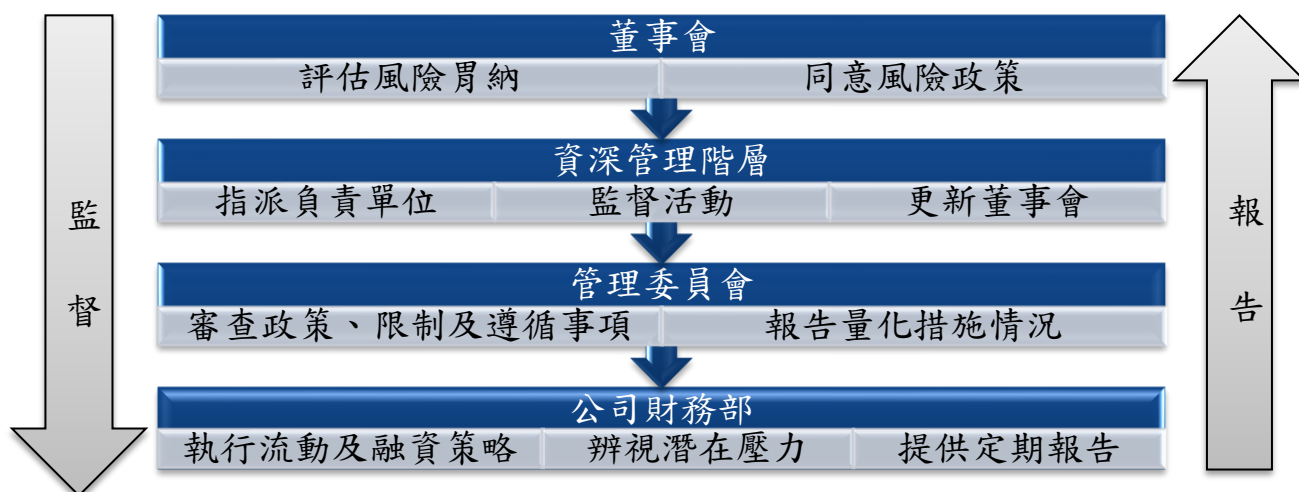 董事會
評估風險胃納
同意風險政策
資深管理階層
指派負責單位
監督活動
更新董事會
管理委員會
審查政策、限制及遵循事項
報告量化措施情況
公司財務部
執行流動及融資策略
辨視潛在壓力
提供定期報告
監督
報告